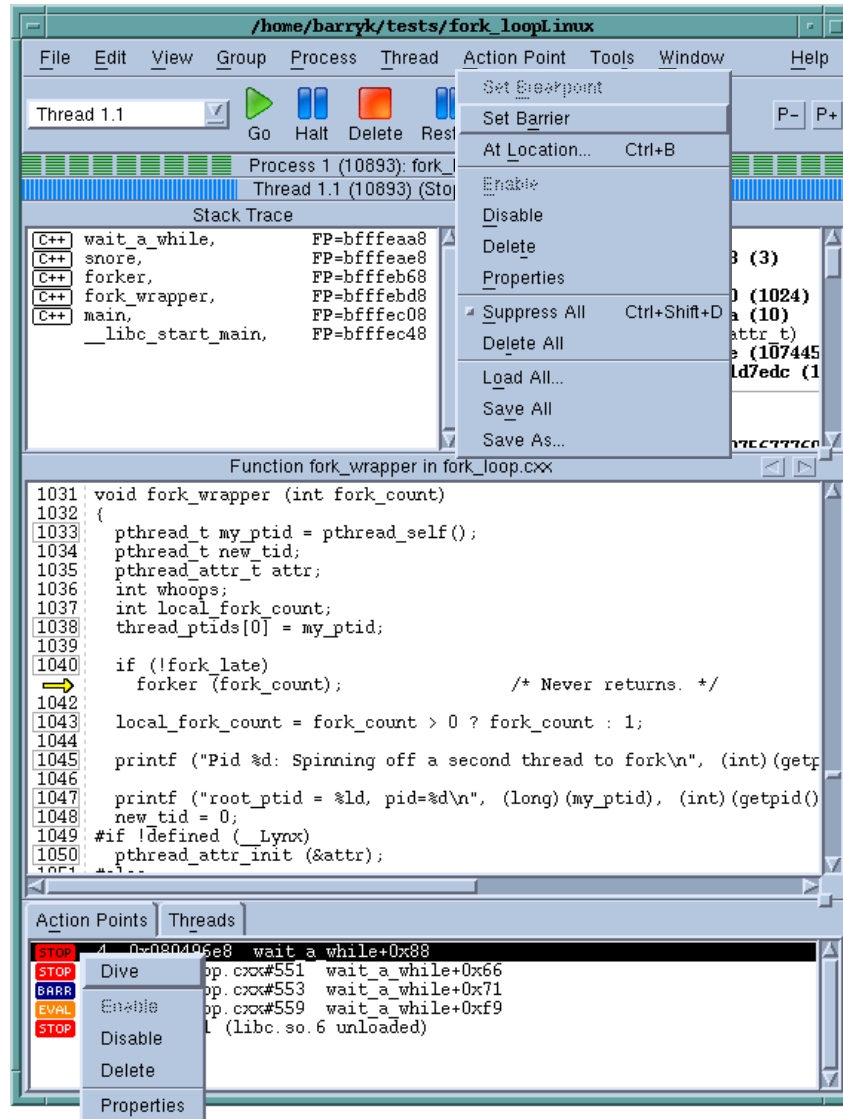 /home/barryk/tests/fork_loopLinux
File Edit View Group Process Thread Action Point Tools Window Help
Thread 1.1
Go Halt Delete Rest
P- P+
Process 1 (10893): fork_l
Thread 1.1 (10893) (Stop
Set Breakpoint
Set Barrier
At Location... Ctrl+B
Enable
Disable
Delete
Properties
Suppress All Ctrl+Shift+D
Delete All
Load All...
Save All
Save As...
Stack Trace
C++ wait_a_while, FP=bfffeaa8
C++ snore, FP=bfffeae8
C++ forker, FP=bfffeb68
C++ fork_wrapper, FP=bfffebd8
C++ main, FP=bfffec08
__libc_start_main, FP=bfffec48
(3)
(1024)
(10)
attr_t)
(107445
1d7edc (1
Function fork_wrapper in fork_loop.cxx
1031 void fork_wrapper (int fork_count)
1032 {
1033 pthread_t my_ptid = pthread_self();
1034 pthread_t new_tid;
1035 pthread_attr_t attr;
1036 int whoops;
1037 int local_fork_count;
1038 thread_ptids[0] = my_ptid;
1039
1040 if (!fork_late)
forker (fork_count); /* Never returns. */
1042
1043 local_fork_count = fork_count > 0 ? fork_count : 1;
1044
1045 printf ("Pid %d: Spinning off a second thread to fork\n", (int)(getp
1046
1047 printf ("root_ptid = %ld, pid=%d\n", (long)(my_ptid), (int)(getpid()
1048 new_tid = 0;
1049 #if !defined (__Lynx)
1050 pthread_attr_init (&attr);
1051 #else
Action Points Threads
STOP 4 0x080496e8 wait_a_while+0x88
STOP op.cxx#551 wait_a_while+0x66
BARR op.cxx#553 wait_a_while+0x71
EVAL op.cxx#559 wait_a_while+0xf9
STOP 1 (libc.so.6 unloaded)
Dive
Enable
Disable
Delete
Properties